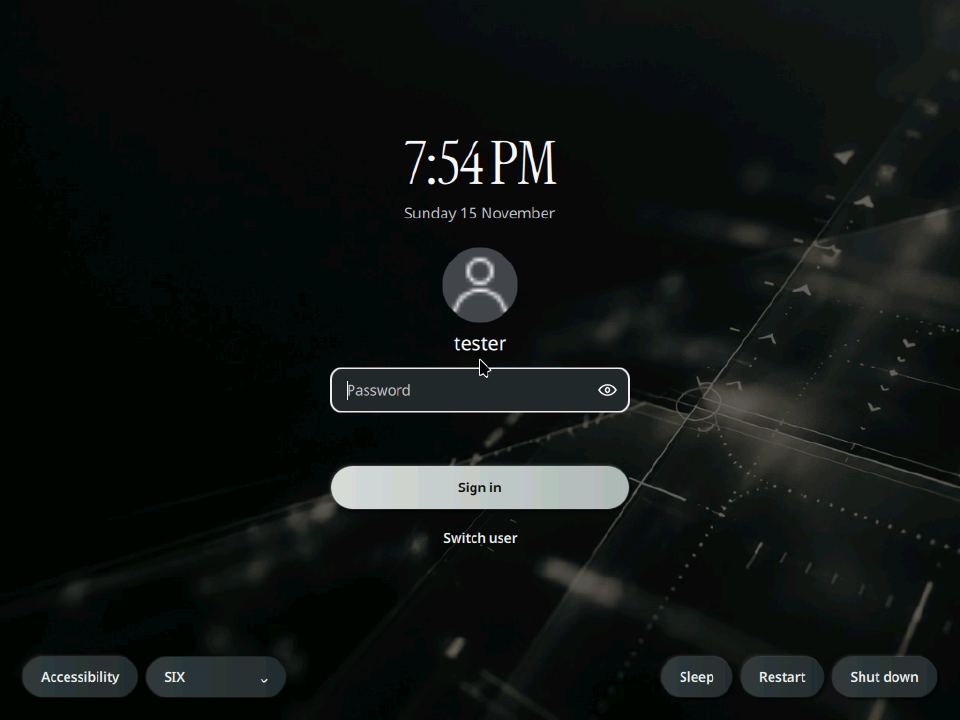 7:54 PM
Sunday 15 November
tester
Password
Sign in
Switch user
Accessibility
SIX
Sleep
Restart
Shut down